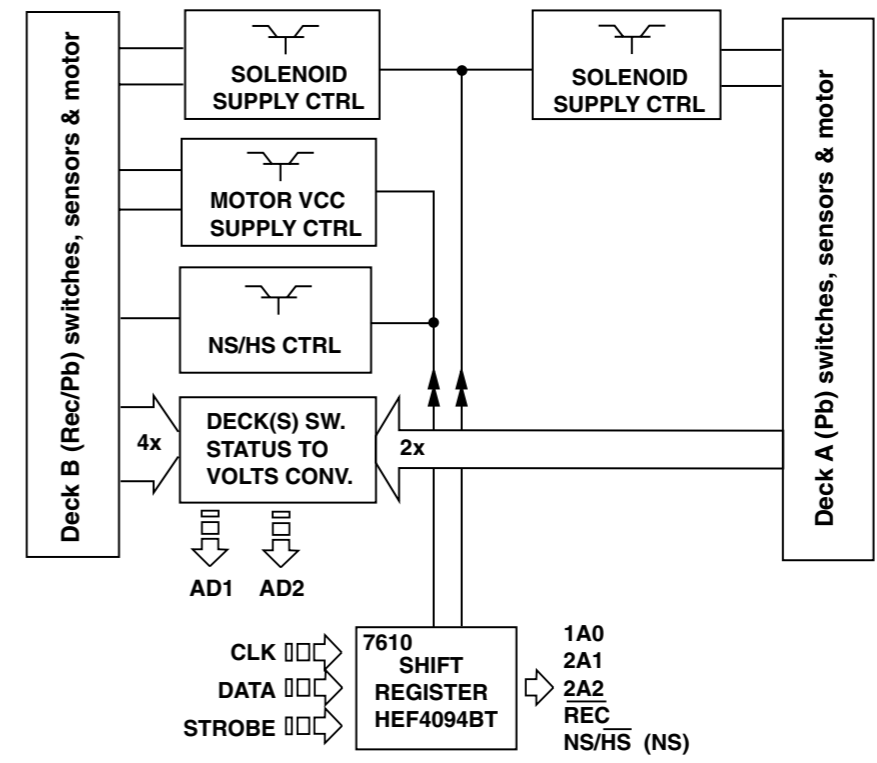 Deck B (Rec/Pb) switches, sensors & motor
SOLENOID
SUPPLY CTRL
SOLENOID
SUPPLY CTRL
Deck A (Pb) switches, sensors & motor
MOTOR VCC
SUPPLY CTRL
NS/HS CTRL
4x
DECK(S) SW.
STATUS TO
VOLTS CONV.
2x
AD1 AD2
CLK
DATA
STROBE
7610
SHIFT
REGISTER
HEF4094BT
1A0
2A1
2A2
REC
NS/HS (NS)